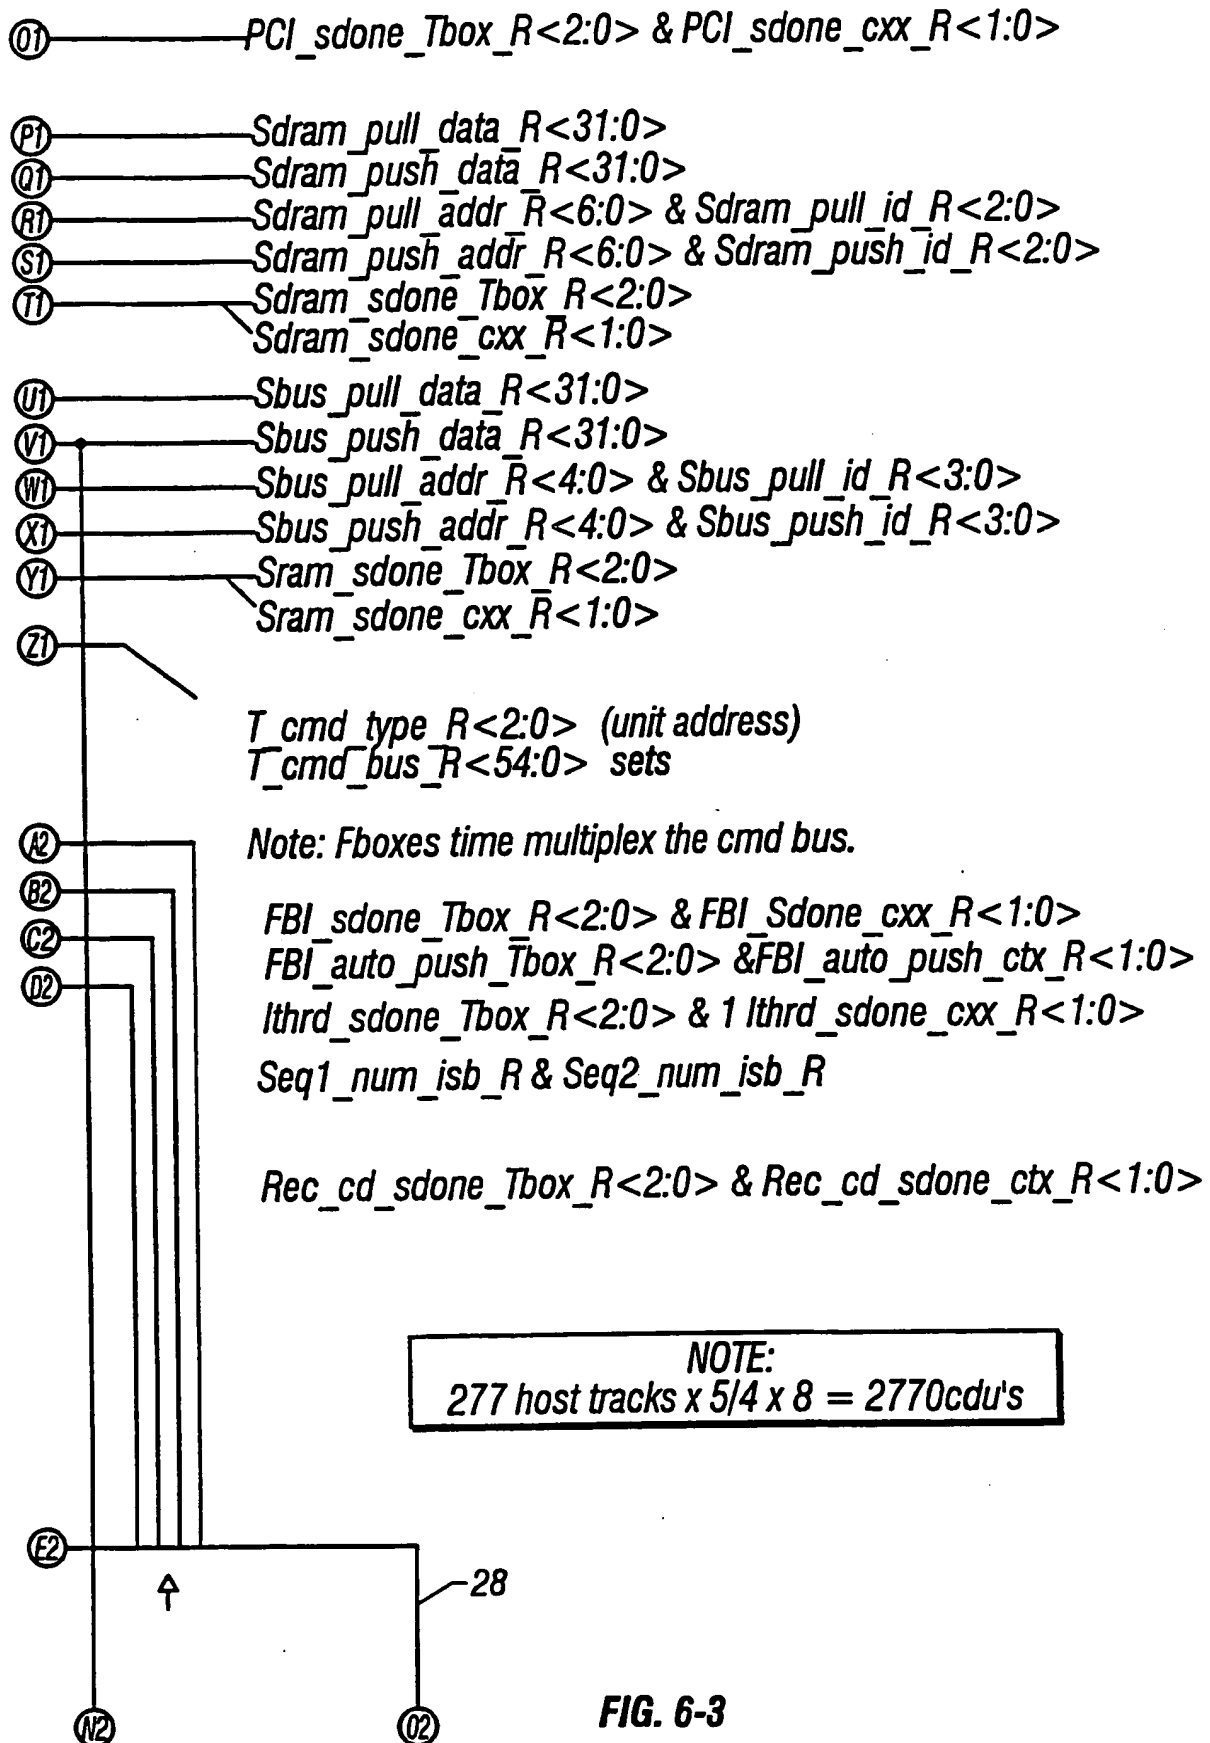 O1 PCI_sdone_Tbox_R<2:0> & PCI_sdone_cxx_R<1:0>
P1 Sdram_pull_data_R<31:0>
Q1 Sdram_push_data_R<31:0>
R1 Sdram_pull_addr_R<6:0> & Sdram_pull_id_R<2:0>
S1 Sdram_push_addr_R<6:0> & Sdram_push_id_R<2:0>
T1 Sdram_sdone_Tbox_R<2:0>
Sdram_sdone_cxx_R<1:0>
U1 Sbus_pull_data_R<31:0>
V1 Sbus_push_data_R<31:0>
W1 Sbus_pull_addr_R<4:0> & Sbus_pull_id_R<3:0>
X1 Sbus_push_addr_R<4:0> & Sbus_push_id_R<3:0>
Y1 Sram_sdone_Tbox_R<2:0>
Sram_sdone_cxx_R<1:0>
Z1
T_cmd_type_R<2:0> (unit address)
T_cmd_bus_R<54:0> sets
A2 Note: Fboxes time multiplex the cmd bus.
B2
FBI_sdone_Tbox_R<2:0> & FBI_Sdone_cxx_R<1:0>
C2
FBI_auto_push_Tbox_R<2:0> &FBI_auto_push_ctx_R<1:0>
D2
Ithrd_sdone_Tbox_R<2:0> & 1 Ithrd_sdone_cxx_R<1:0>
Seq1_num_isb_R & Seq2_num_isb_R
Rec_cd_sdone_Tbox_R<2:0> & Rec_cd_sdone_ctx_R<1:0>
NOTE:
277 host tracks x 5/4 x 8 = 2770cdu's
E2
28
N2 O2
FIG. 6-3